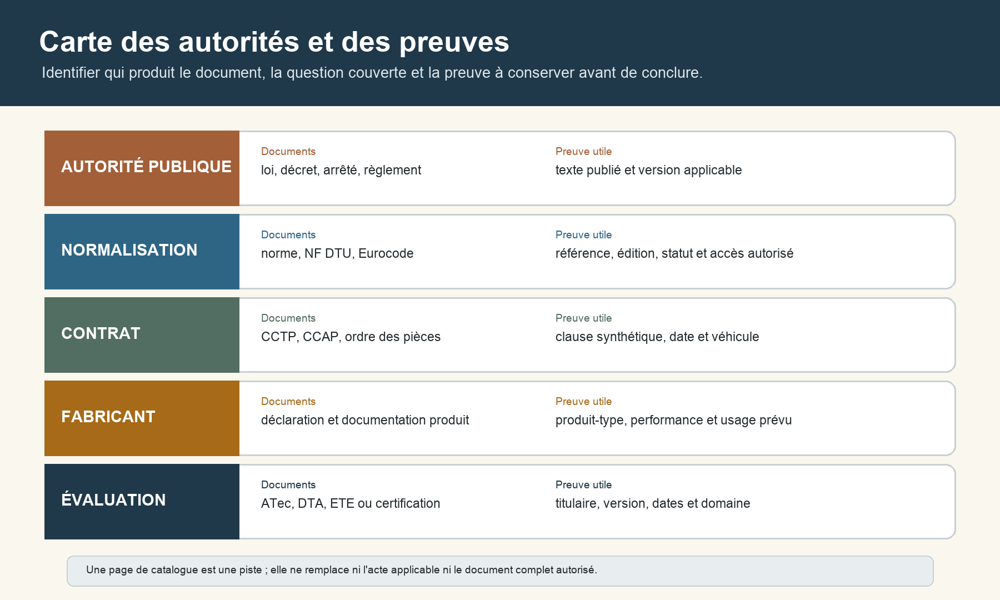 Carte des autorités et des preuves
Identifier qui produit le document, la question couverte et la preuve à conserver avant de conclure.
AUTORITÉ PUBLIQUE
Documents
loi, décret, arrêté, règlement
Preuve utile
texte publié et version applicable
NORMALISATION
Documents
norme, NF DTU, Eurocode
Preuve utile
référence, édition, statut et accès autorisé
CONTRAT
Documents
CCTP, CCAP, ordre des pièces
Preuve utile
clause synthétique, date et véhicule
FABRICANT
Documents
déclaration et documentation produit
Preuve utile
produit-type, performance et usage prévu
ÉVALUATION
Documents
ATec, DTA, ETE ou certification
Preuve utile
titulaire, version, dates et domaine
Une page de catalogue est une piste ; elle ne remplace ni l'acte applicable ni le document complet autorisé.